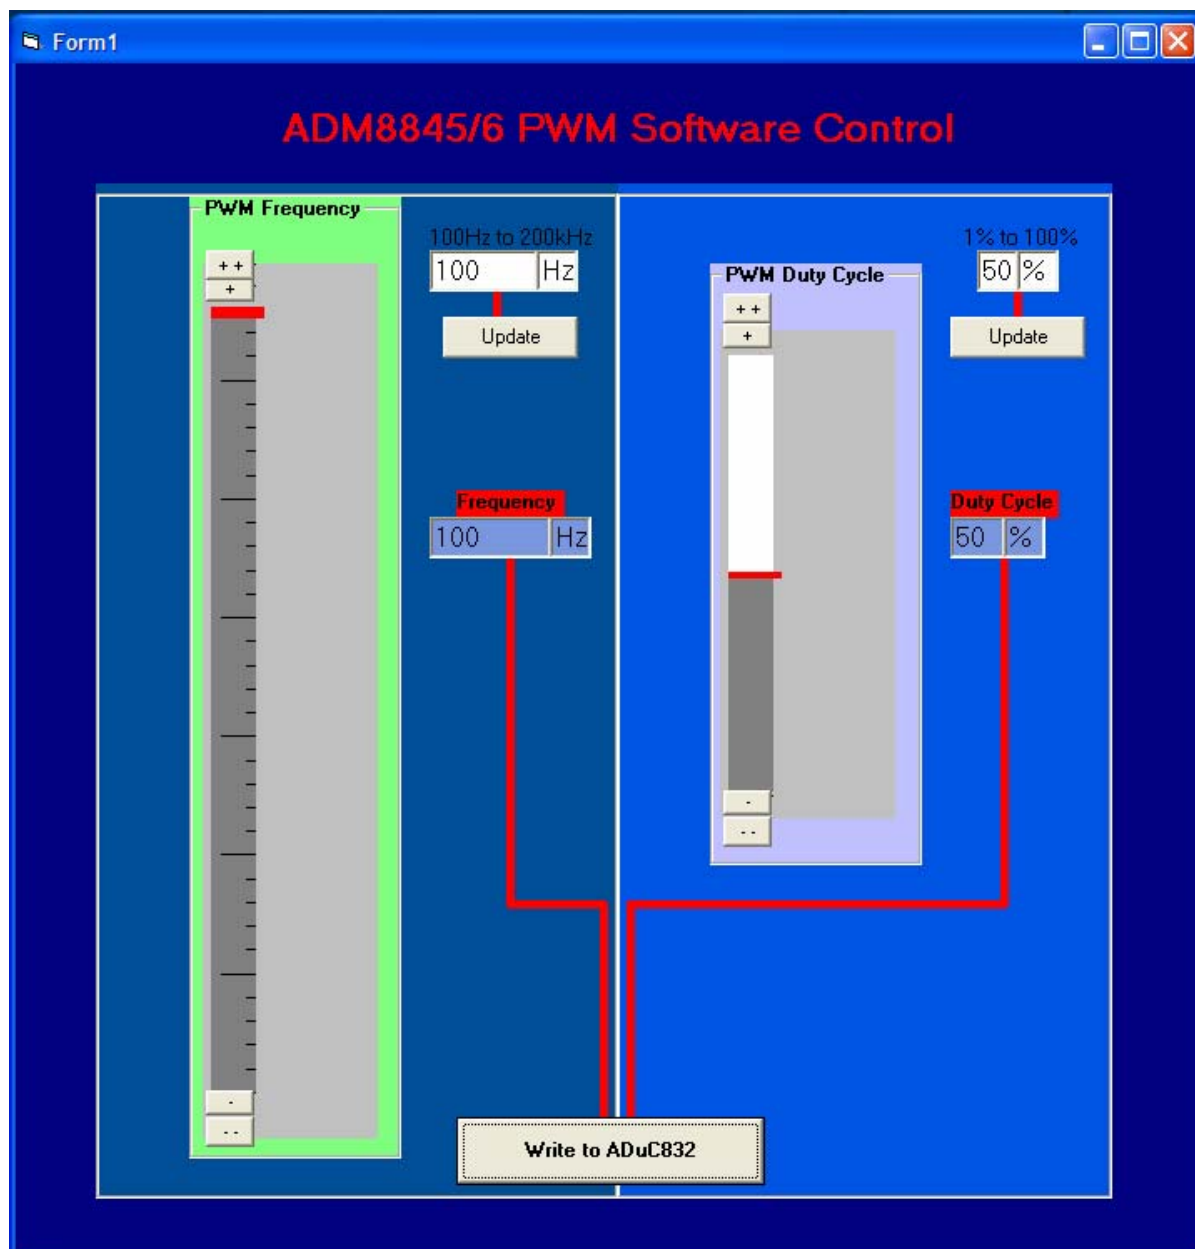 Form1
ADM8845/6 PWM Software Control
PWM Frequency
++
+
-
--
100Hz to 200kHz
100 Hz
Update
Frequency
100 Hz
PWM Duty Cycle
++
+
-
--
1% to 100%
50 %
Update
Duty Cycle
50 %
Write to ADuC832